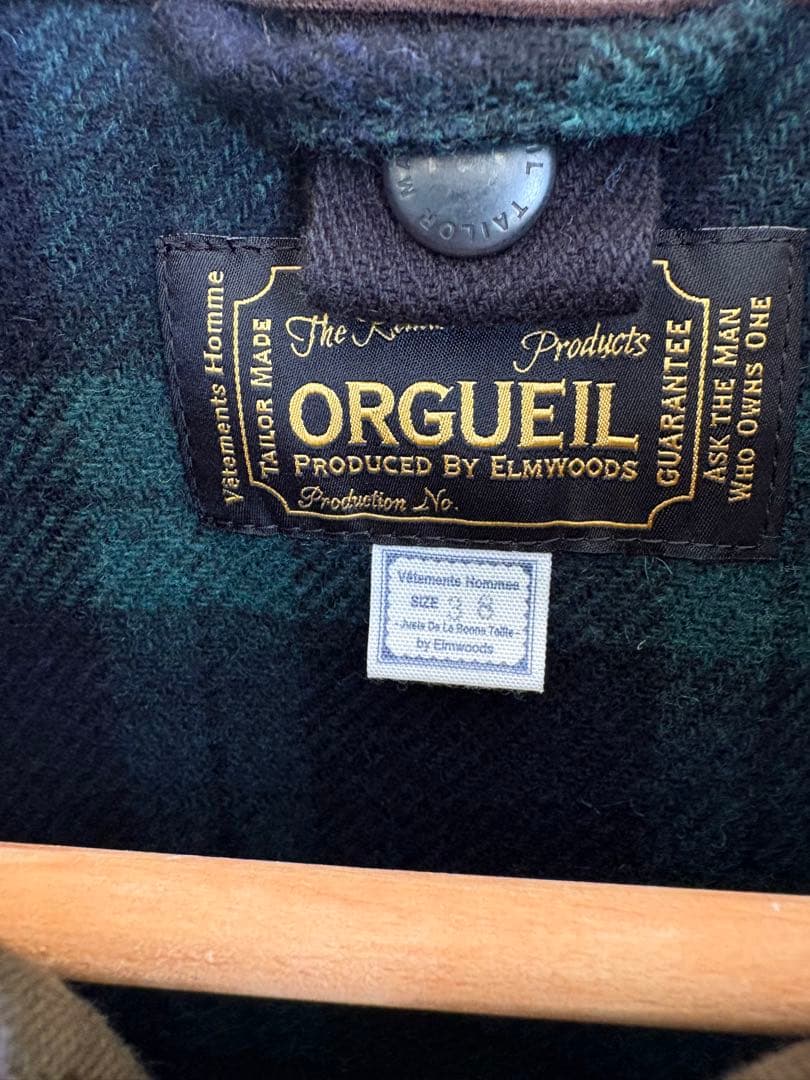 TAILOR
Vêtements Homme
TAILOR MADE
The
Products
ORGUEIL
PRODUCED BY ELMWOODS
Production No.
GUARANTEE
ASK THE MAN
WHO OWNS ONE
Vêtements Hommes
SIZE 38
- Juste De La Bonne Taille -
by Elmwoods